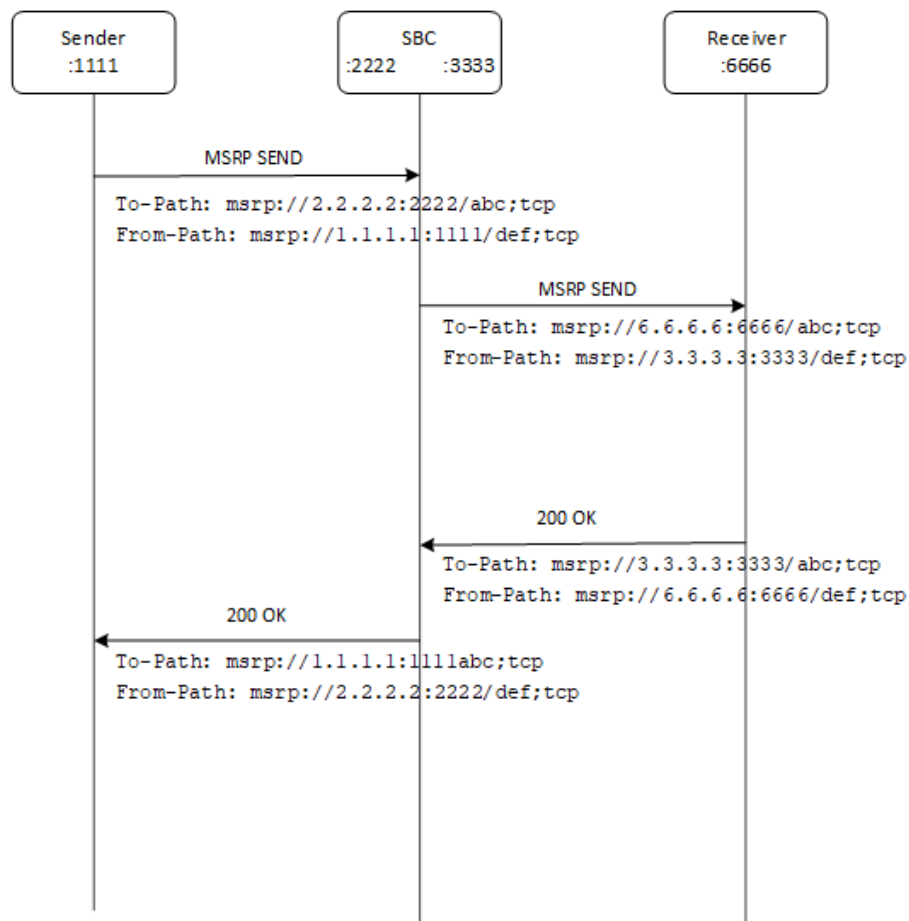 Sender
:1111
SBC
:2222 :3333
Receiver
:6666
MSRP SEND
To-Path: msrp://2.2.2.2:2222/abc;tcp
From-Path: msrp://1.1.1.1:1111/def;tcp
MSRP SEND
To-Path: msrp://6.6.6.6:6666/abc;tcp
From-Path: msrp://3.3.3.3:3333/def;tcp
200 OK
To-Path: msrp://3.3.3.3:3333/abc;tcp
From-Path: msrp://6.6.6.6:6666/def;tcp
200 OK
To-Path: msrp://1.1.1.1:1111abc;tcp
From-Path: msrp://2.2.2.2:2222/def;tcp